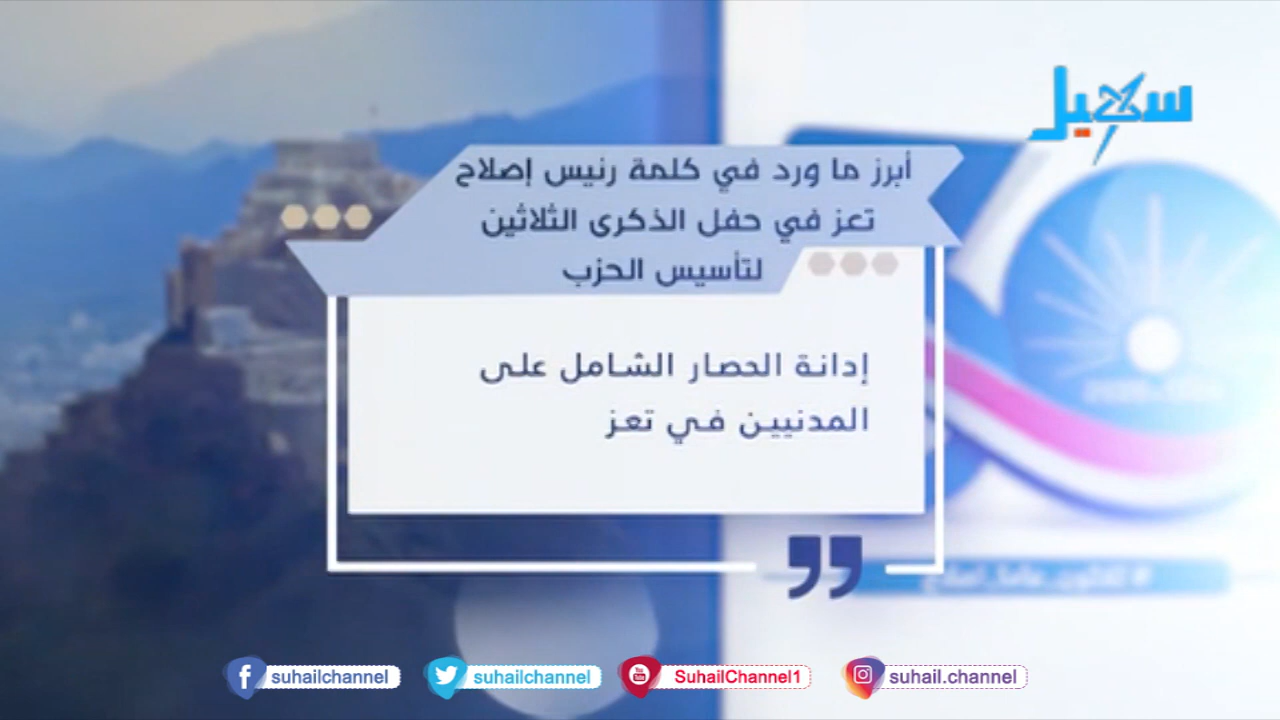 سهيل
أبرز ما ورد في كلمة رئيس إصلاح
تعز في حفل الذكرى الثلاثين
لتأسيس الحزب
إدانة الحصار الشامل على
المدنيين في تعز
suhailchannel
suhailchannel
SuhailChannel1
suhail.channel